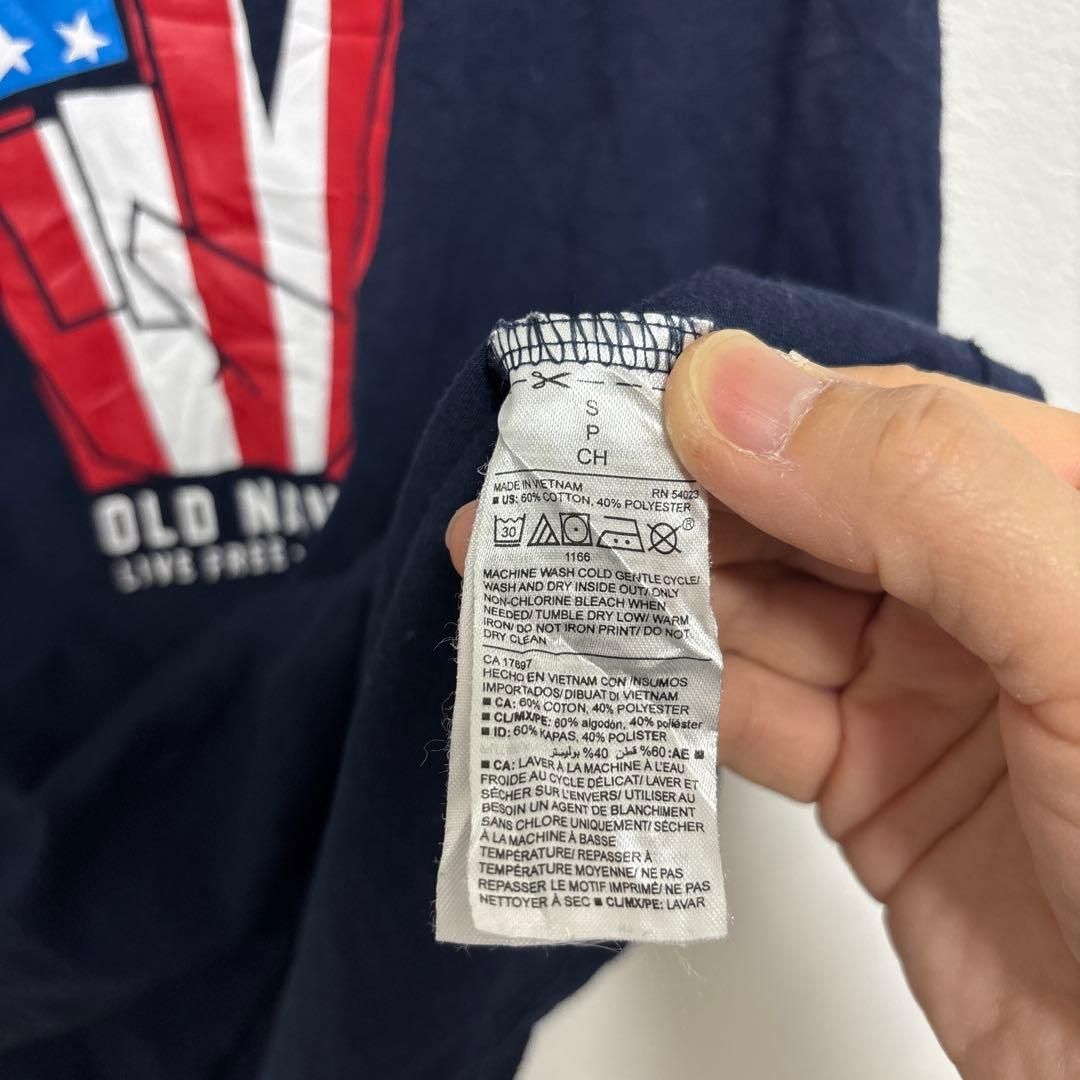 OLD NAV
LIVE FREE
S
P
CH
MADE IN VIETNAM RN 54023
■ US: 60% COTTON, 40% POLYESTER
30
®
1166
MACHINE WASH COLD GENTLE CYCLE/
WASH AND DRY INSIDE OUT/ ONLY
NON-CHLORINE BLEACH WHEN
NEEDED/ TUMBLE DRY LOW/ WARM
IRON/ DO NOT IRON PRINT/ DO NOT
DRY CLEAN
CA 17897
HECHO EN VIETNAM CON INSUMOS
IMPORTADOS/ DIBUAT DI VIETNAM
■ CA: 60% COTON, 40% POLYESTER
■ CL/MX/PE: 60% algodón, 40% poliéster
■ ID: 60% KAPAS, 40% POLISTER
■ AE: 60% قطن 40% بوليستر
■ CA: LAVER À LA MACHINE À L'EAU
FROIDE AU CYCLE DÉLICAT/ LAVER ET
SÉCHER SUR L'ENVERS/ UTILISER AU
BESOIN UN AGENT DE BLANCHIMENT
SANS CHLORE UNIQUEMENT/ SÉCHER
À LA MACHINE À BASSE
TEMPÉRATURE/ REPASSER À
TEMPÉRATURE MOYENNE/ NE PAS
REPASSER LE MOTIF IMPRIMÉ/ NE PAS
NETTOYER À SEC ■ CL/MX/PE: LAVAR